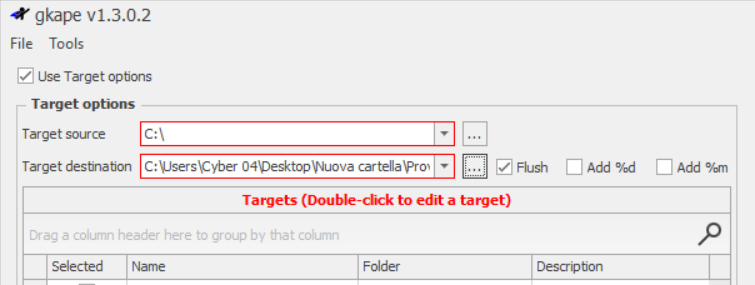 gkape v1.3.0.2
File Tools
Use Target options
Target options
Target source C:\ ...
Target destination C:\Users\Cyber 04\Desktop\Nuova cartella\Prov ... Flush Add %d Add %m
Targets (Double-click to edit a target)
Drag a column header here to group by that column
Selected Name Folder Description